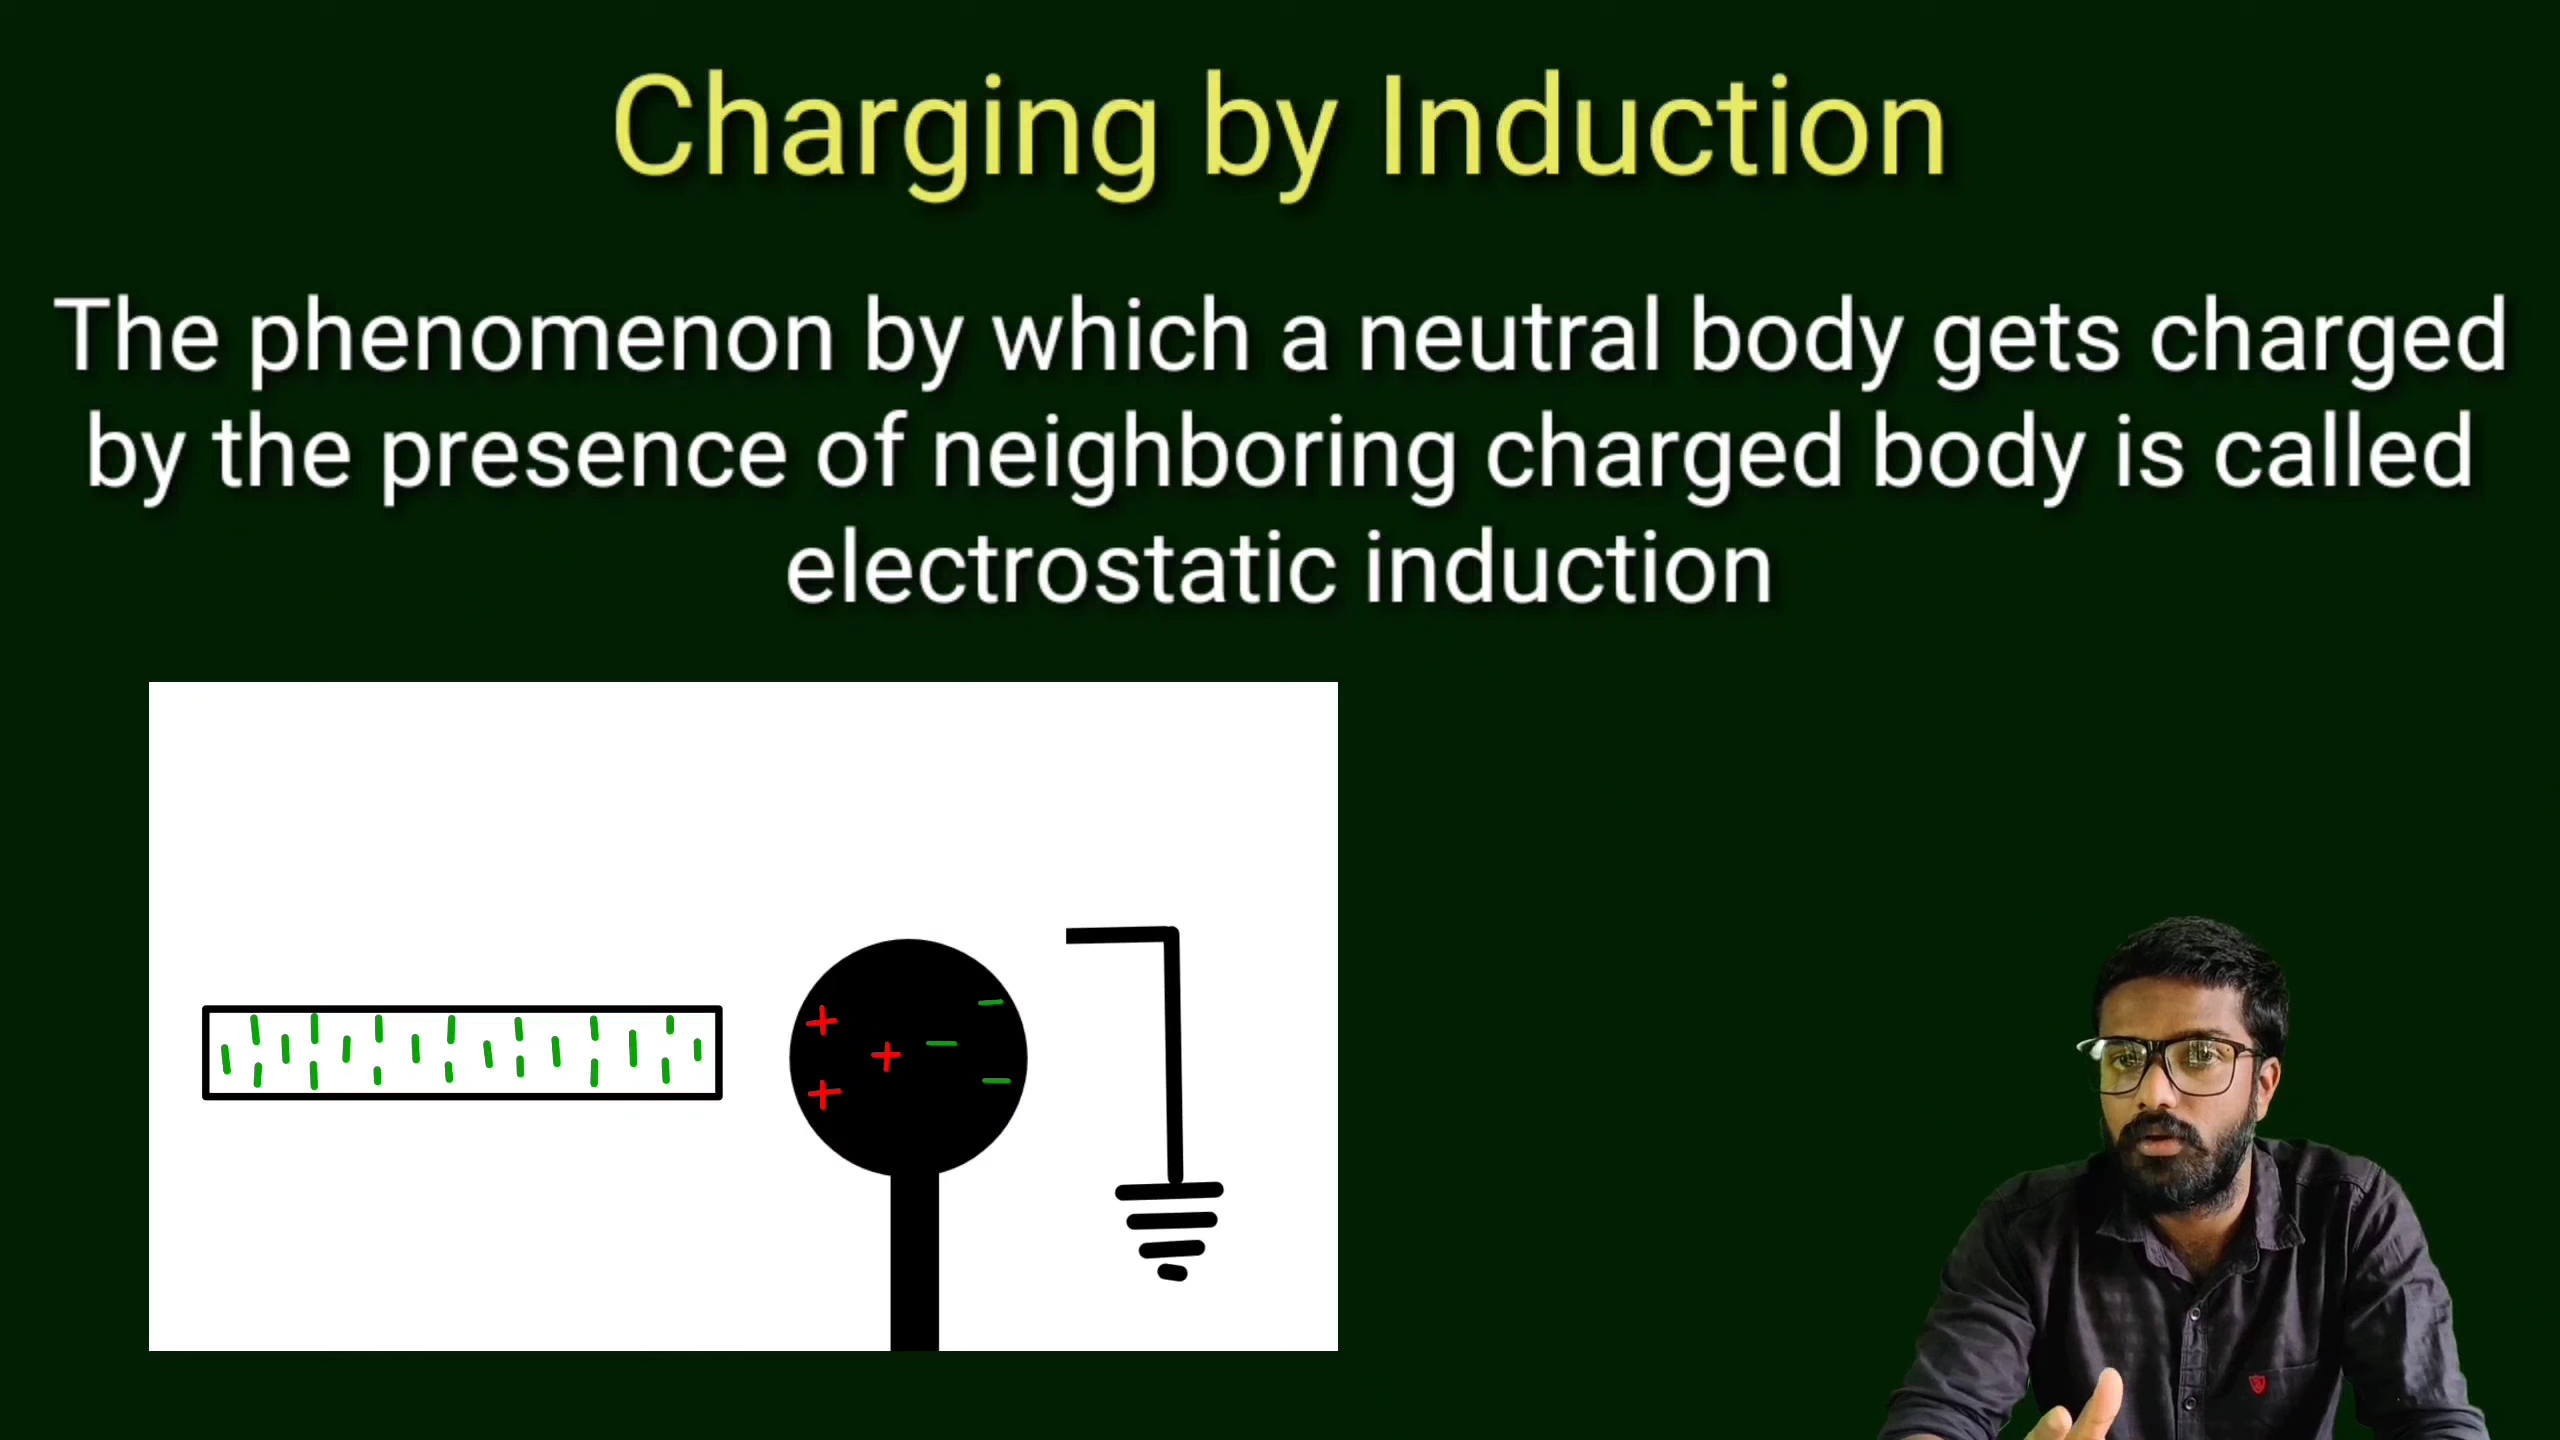 Charging by Induction
The phenomenon by which a neutral body gets charged
by the presence of neighboring charged body is called
electrostatic induction